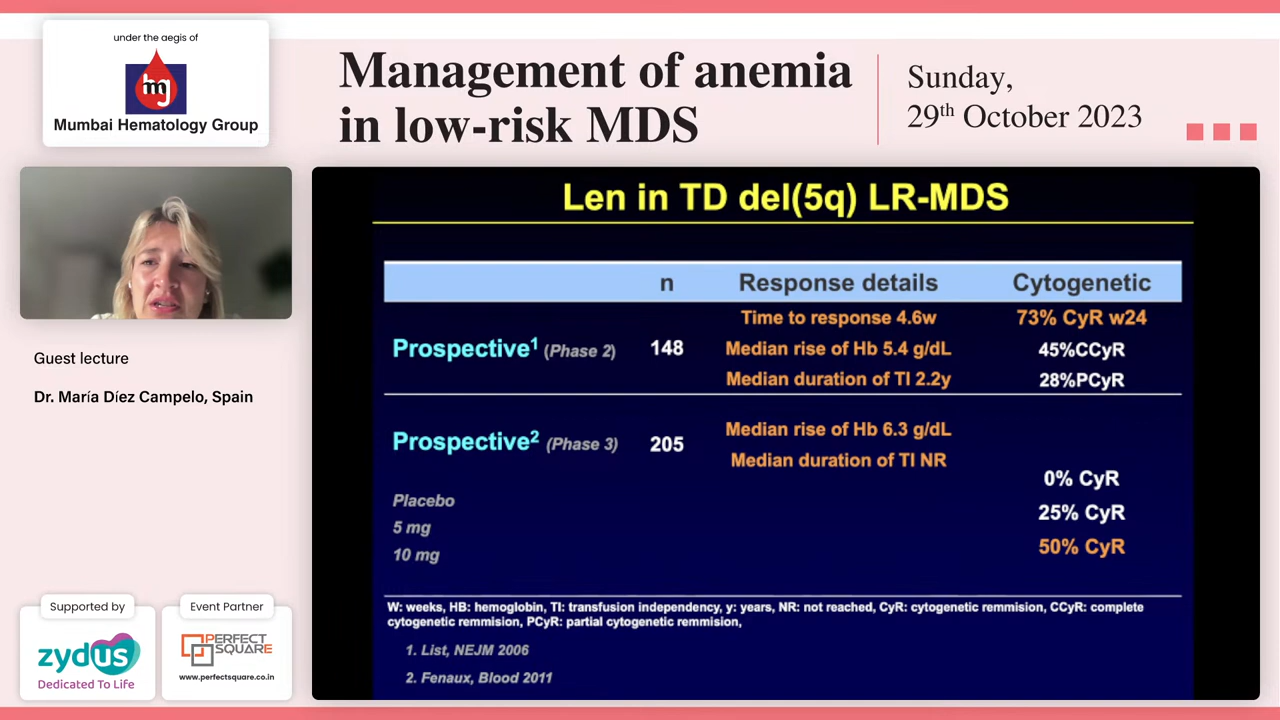 under the aegis of
hg
Mumbai Hematology Group
Management of anemia
in low-risk MDS
Sunday,
29th October 2023
Guest lecture
Dr. María Díez Campelo, Spain
Len in TD del(5q) LR-MDS
n Response details Cytogenetic
Time to response 4.6w 73% CyR w24
Prospective1 (Phase 2) 148 Median rise of Hb 5.4 g/dL 45%CCyR
Median duration of TI 2.2y 28%PCyR
Prospective2 (Phase 3) 205 Median rise of Hb 6.3 g/dL
Median duration of TI NR
0% CyR
Placebo
25% CyR
5 mg
50% CyR
10 mg
W: weeks, HB: hemoglobin, TI: transfusion independency, y: years, NR: not reached, CyR: cytogenetic remmision, CCyR: complete
cytogenetic remmision, PCyR: partial cytogenetic remmision,
1. List, NEJM 2006
2. Fenaux, Blood 2011
Supported by
zydus
Dedicated To Life
Event Partner
PERFECT
SQUARE
www.perfectsquare.co.in